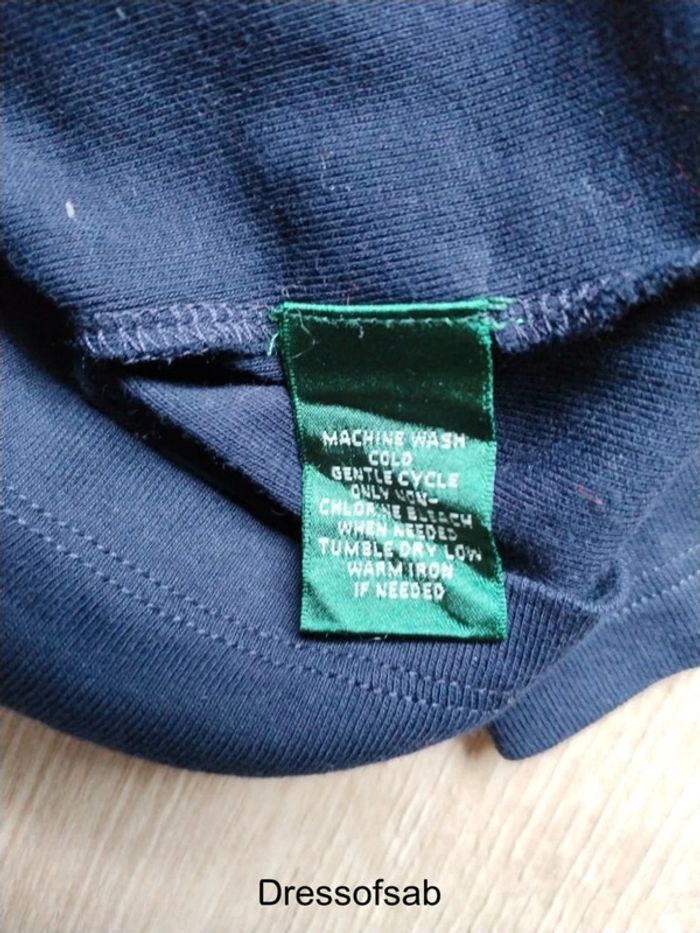 MACHINE WASH
COLD
GENTLE CYCLE
ONLY NON-
CHLORINE BLEACH
WHEN NEEDED
TUMBLE DRY LOW
WARM IRON
IF NEEDED
Dressofsab